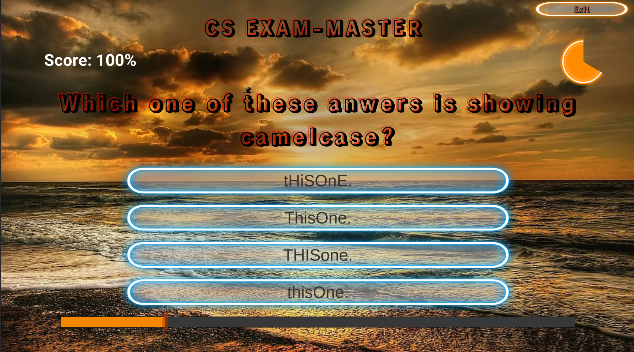 Exit
CS EXAM-MASTER
Score: 100%
Which one of these anwers is showing
camelcase?
tHiSOnE.
ThisOne.
THISone.
thisOne.